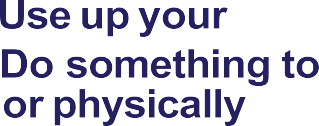 Use up your
Do something to
or physically